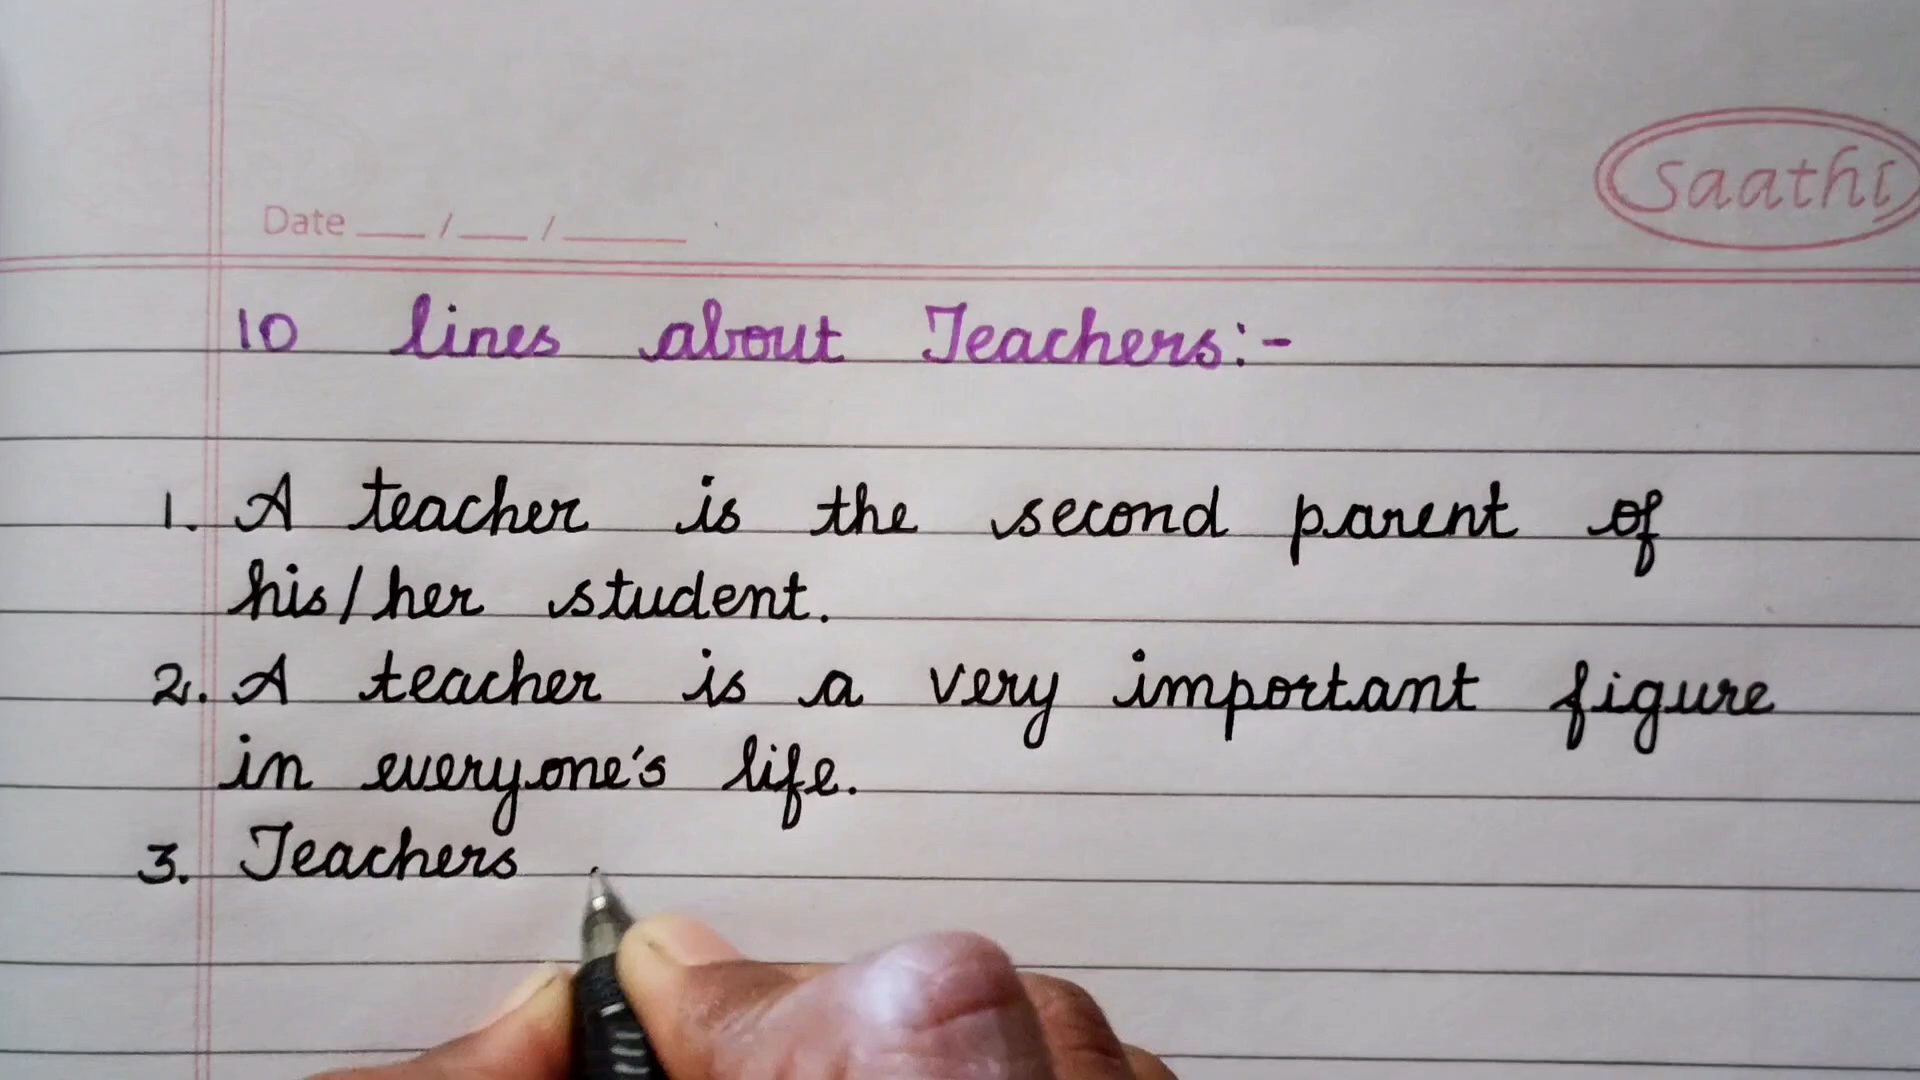 saathi
Date __/__/____
10 lines about Teachers:-
1. A teacher is the second parent of
his/her student.
2. A teacher is a very important figure
in everyone's life.
3. Teachers